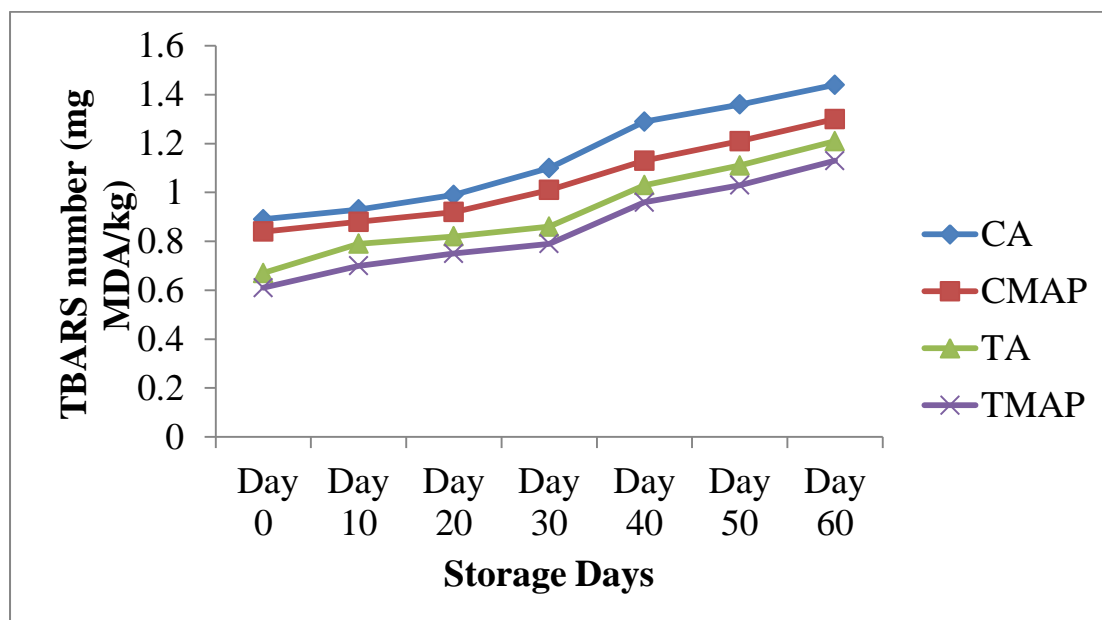 TBARS number (mg
MDA/kg)
1.6
1.4
1.2
1
0.8
0.6
0.4
0.2
0
Day
0
Day
10
Day
20
Day
30
Day
40
Day
50
Day
60
Storage Days
CA
CMAP
TA
TMAP